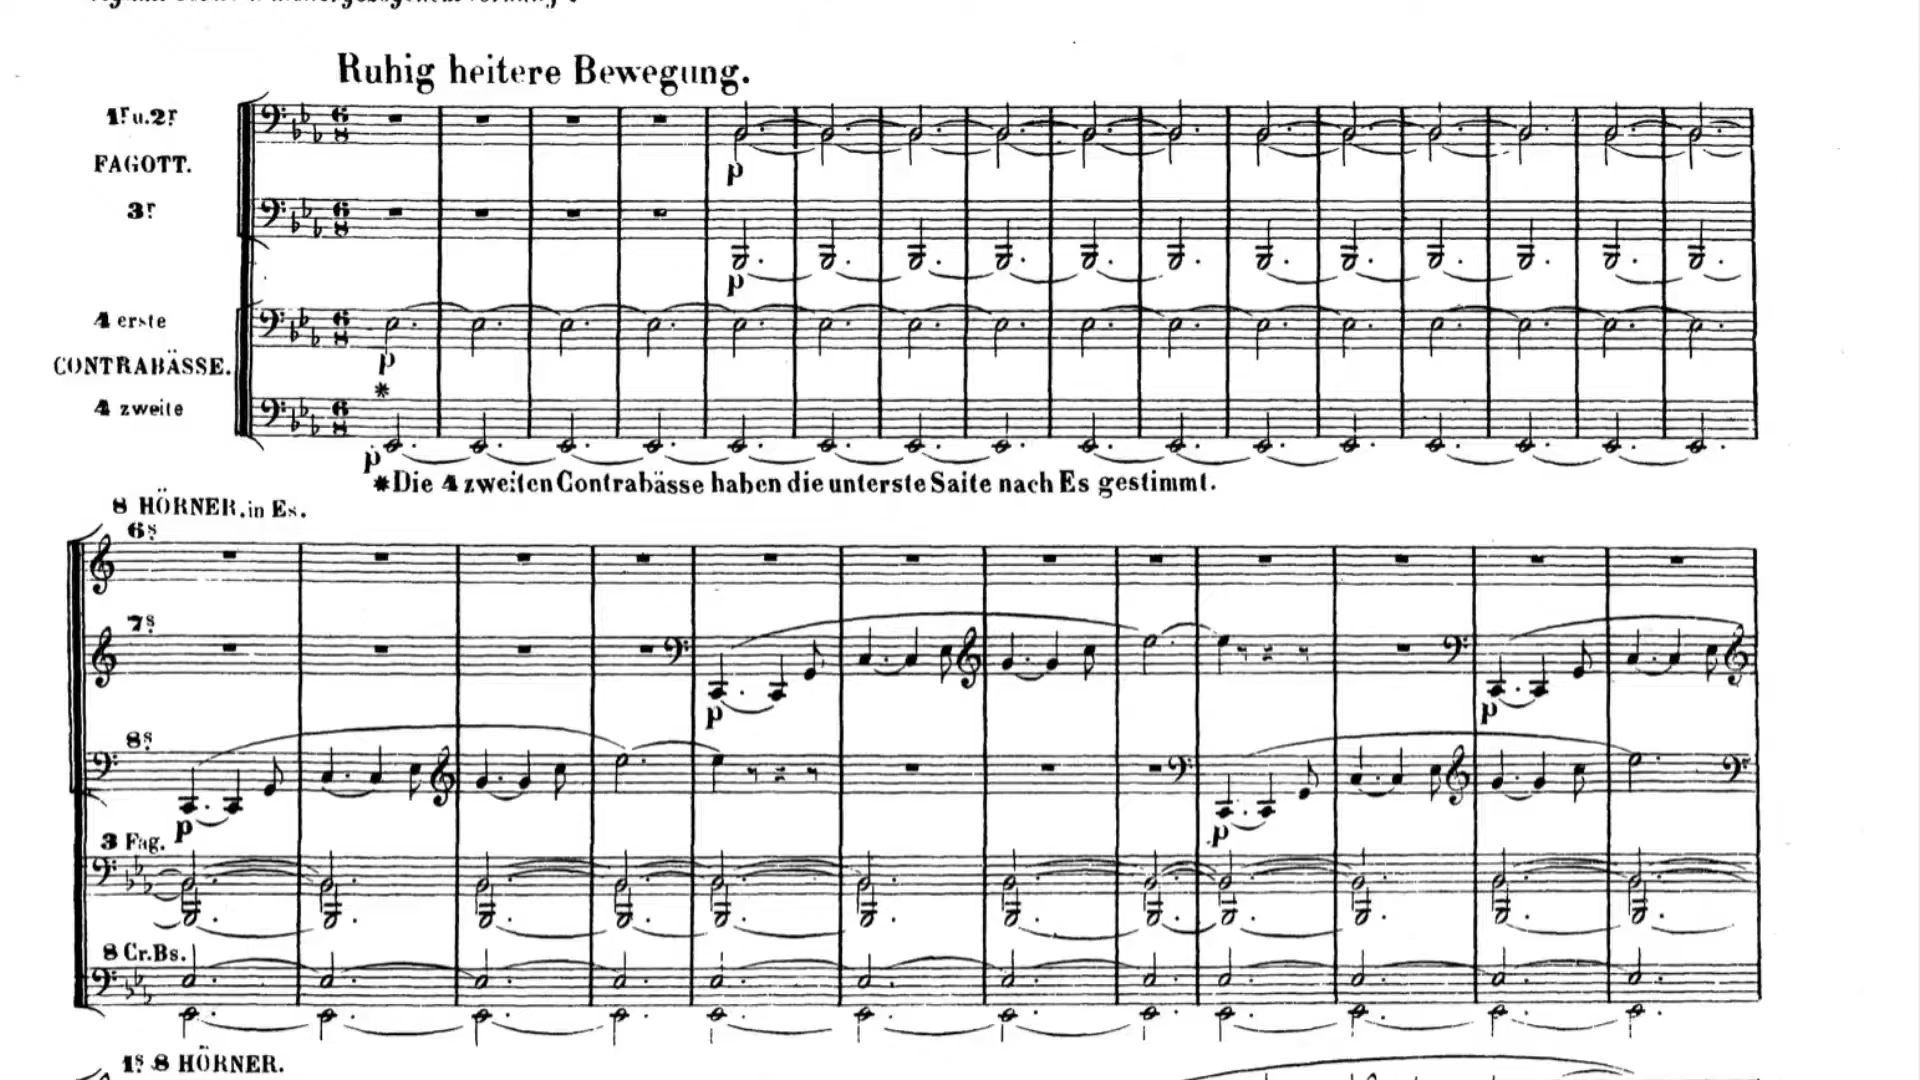 Ruhig heitere Bewegung.
1r u. 2r
FAGOTT.
3r
p
p
4 erste
CONTRABÄSSE.
p
*
4 zweite
p
*Die 4 zweiten Contrabässe haben die unterste Saite nach Es gestimmt.
8 HÖRNER. in Es.
6s.
7s.
p
p
8s.
p
p
3 Fag.
8 Cr.Bs.
1s. 8 HÖRNER.